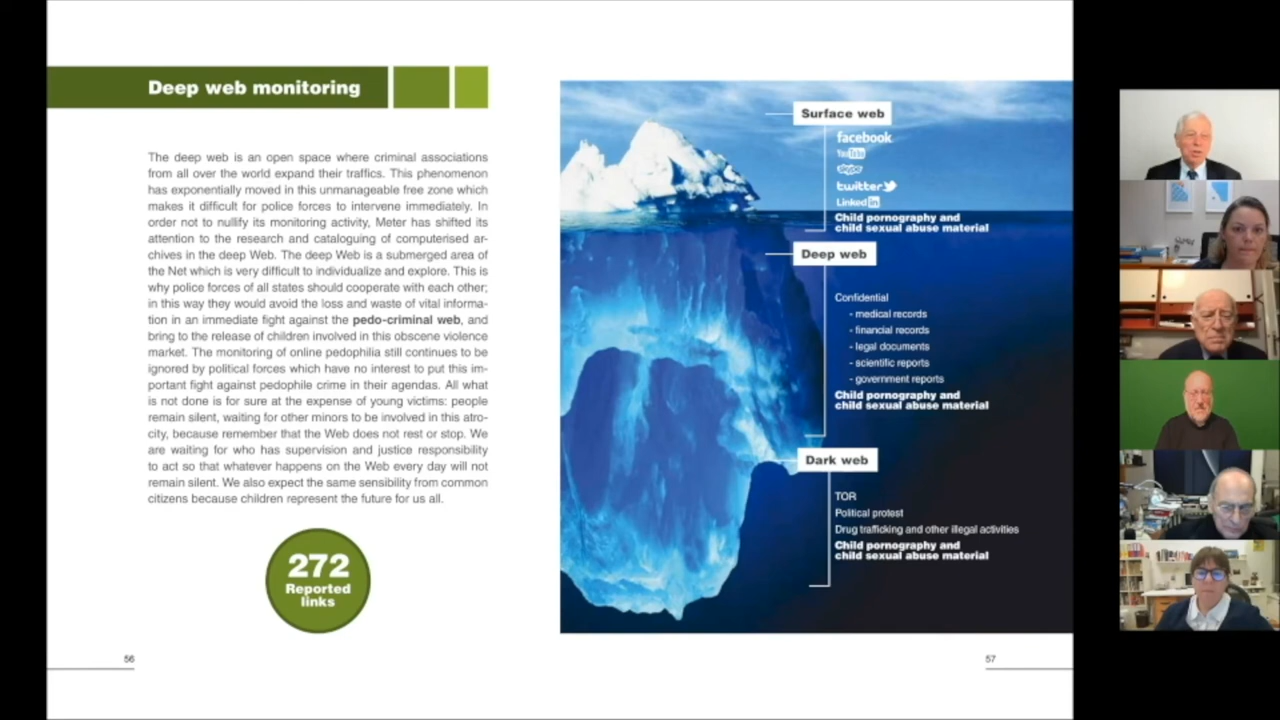 Deep web monitoring
The deep web is an open space where criminal associations
from all over the world expand their traffics. This phenomenon
has exponentially moved in this unmanageable free zone which
makes it difficult for police forces to intervene immediately. In
order not to nullify its monitoring activity, Meter has shifted its
attention to the research and cataloguing of computerised ar-
chives in the deep Web. The deep Web is a submerged area of
the Net which is very difficult to individualize and explore. This is
why police forces of all states should cooperate with each other;
in this way they would avoid the loss and waste of vital informa-
tion in an immediate fight against the pedo-criminal web, and
bring to the release of children involved in this obscene violence
market. The monitoring of online pedophilia still continues to be
ignored by political forces which have no interest to put this im-
portant fight against pedophile crime in their agendas. All what
is not done is for sure at the expense of young victims: people
remain silent, waiting for other minors to be involved in this atro-
city, because remember that the Web does not rest or stop. We
are waiting for who has supervision and justice responsibility
to act so that whatever happens on the Web every day will not
remain silent. We also expect the same sensibility from common
citizens because children represent the future for us all.
272
Reported
links
56
Surface web
facebook
YouTube
skype
twitter
Linked in
Child pornography and
child sexual abuse material
Deep web
Confidential
- medical records
- financial records
- legal documents
- scientific reports
- government reports
Child pornography and
child sexual abuse material
Dark web
TOR
Political protest
Drug trafficking and other illegal activities
Child pornography and
child sexual abuse material
57